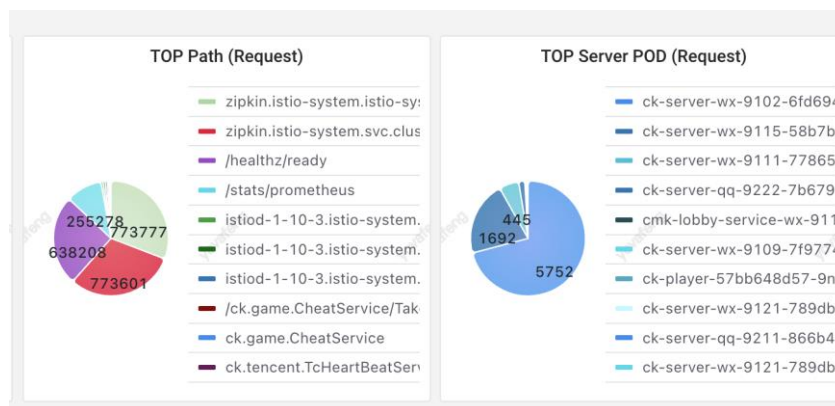 TOP Path (Request)
zipkin.istio-system.istio-sys
zipkin.istio-system.svc.clus
/healthz/ready
/stats/prometheus
istiod-1-10-3.istio-system.
istiod-1-10-3.istio-system.
istiod-1-10-3.istio-system.
/ck.game.CheatService/Tak
ck.game.CheatService
ck.tencent.TcHeartBeatServ
255278
773777
638208
773601
TOP Server POD (Request)
ck-server-wx-9102-6fd694
ck-server-wx-9115-58b7b
ck-server-wx-9111-77865
ck-server-qq-9222-7b679
cmk-lobby-service-wx-911
ck-server-wx-9109-7f9774
ck-player-57bb648d57-9n
ck-server-wx-9121-789db
ck-server-qq-9211-866b4
ck-server-wx-9121-789db
445
1692
5752